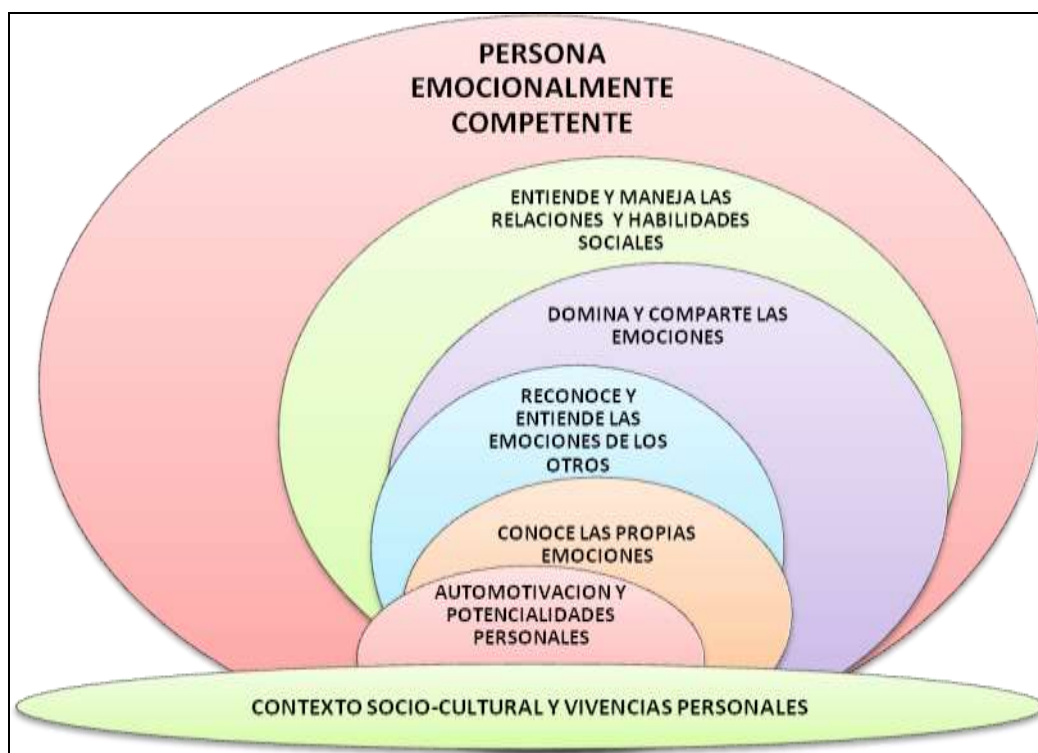 PERSONA
EMOCIONALMENTE
COMPETENTE
ENTIENDE Y MANEJA LAS
RELACIONES Y HABILIDADES
SOCIALES
DOMINA Y COMPARTE LAS
EMOCIONES
RECONOCE Y
ENTIENDE LAS
EMOCIONES DE LOS
OTROS
CONOCE LAS PROPIAS
EMOCIONES
AUTOMOTIVACION Y
POTENCIALIDADES
PERSONALES
CONTEXTO SOCIO-CULTURAL Y VIVENCIAS PERSONALES